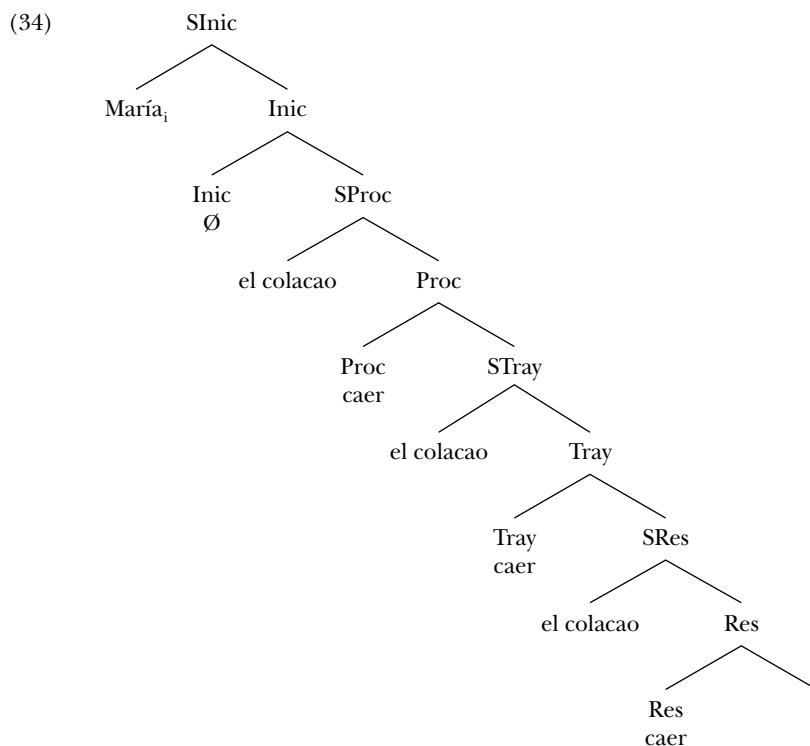 (34) SInic
María_i Inic
Inic SProc
Ø
el colacao Proc
Proc STray
caer
el colacao Tray
Tray SRes
caer
el colacao Res
Res
caer